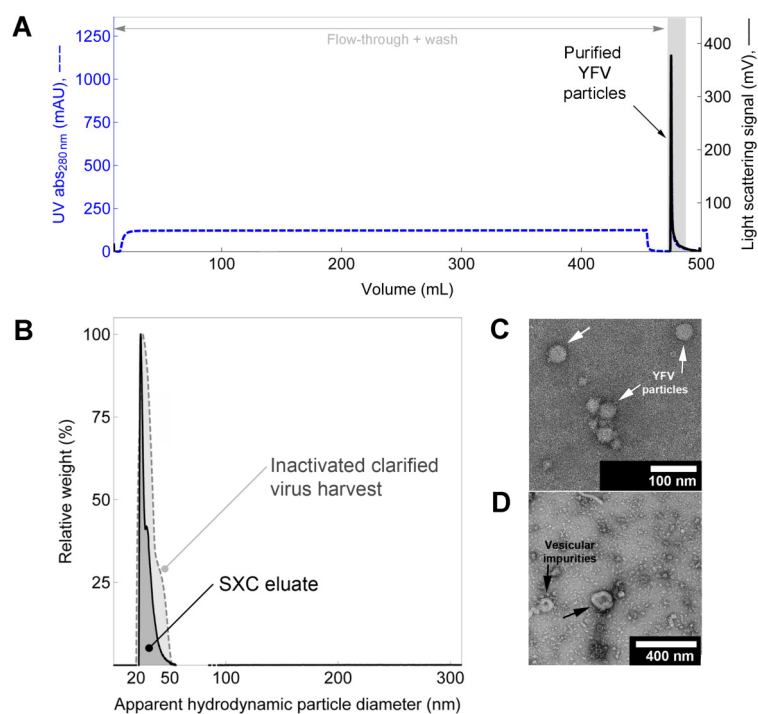 A
Flow-through + wash
1250
1000
750
500
250
0
UV abs280 nm (mAU), ---
400
300
200
100
Light scattering signal (mV), —
Purified
YFV
particles
100
200
300
400
500
Volume (mL)
B
100
75
50
25
Relative weight (%)
Inactivated clarified
virus harvest
SXC eluate
20
50
100
200
300
Apparent hydrodynamic particle diameter (nm)
C
YFV
particles
100 nm
D
Vesicular
impurities
400 nm